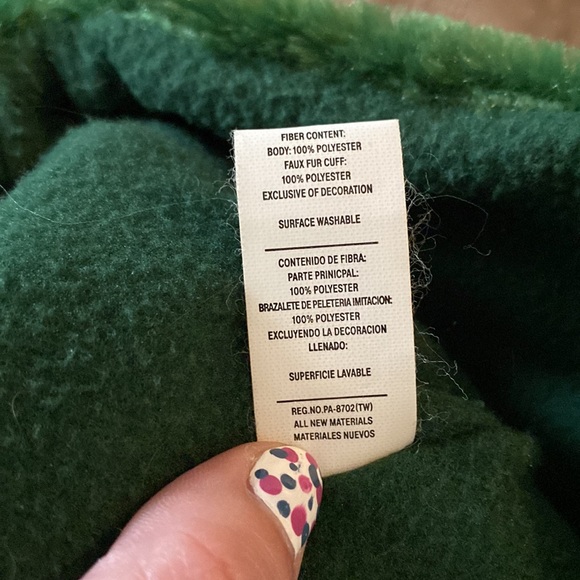 FIBER CONTENT:
BODY: 100% POLYESTER
FAUX FUR CUFF:
100% POLYESTER
EXCLUSIVE OF DECORATION
SURFACE WASHABLE
CONTENIDO DE FIBRA:
PARTE PRINICPAL:
100% POLYESTER
BRAZALETE DE PELETERIA IMITACION:
100% POLYESTER
EXCLUYENDO LA DECORACION
LLENADO:
SUPERFICIE LAVABLE
REG.NO.PA-8702(TW)
ALL NEW MATERIALS
MATERIALES NUEVOS